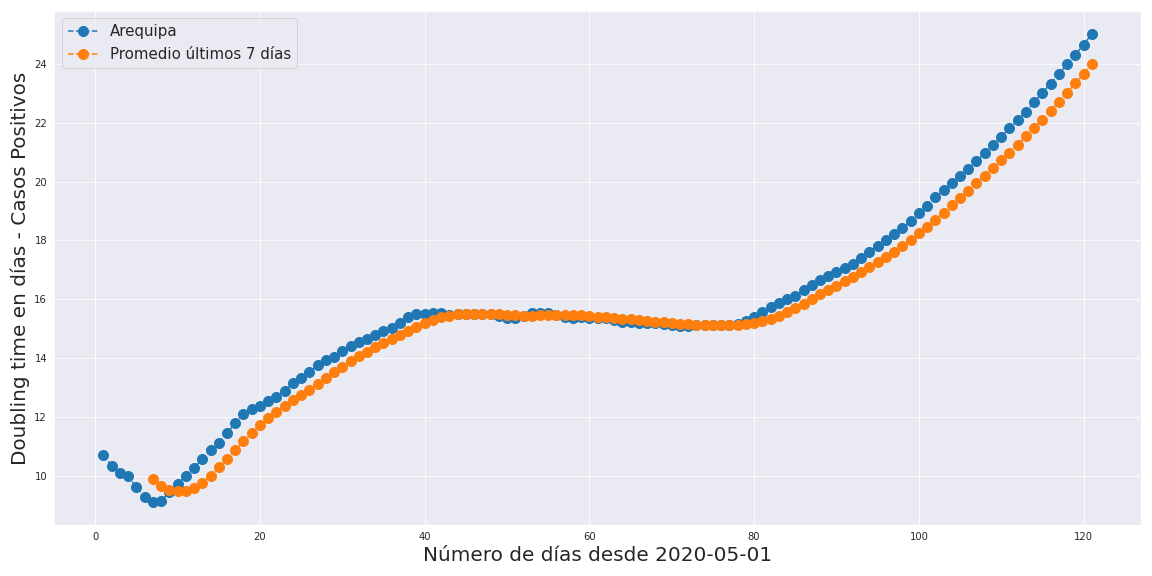 Arequipa
Promedio últimos 7 días
Doubling time en días - Casos Positivos
24
22
20
18
16
14
12
10
0 20 40 60 80 100 120
Número de días desde 2020-05-01